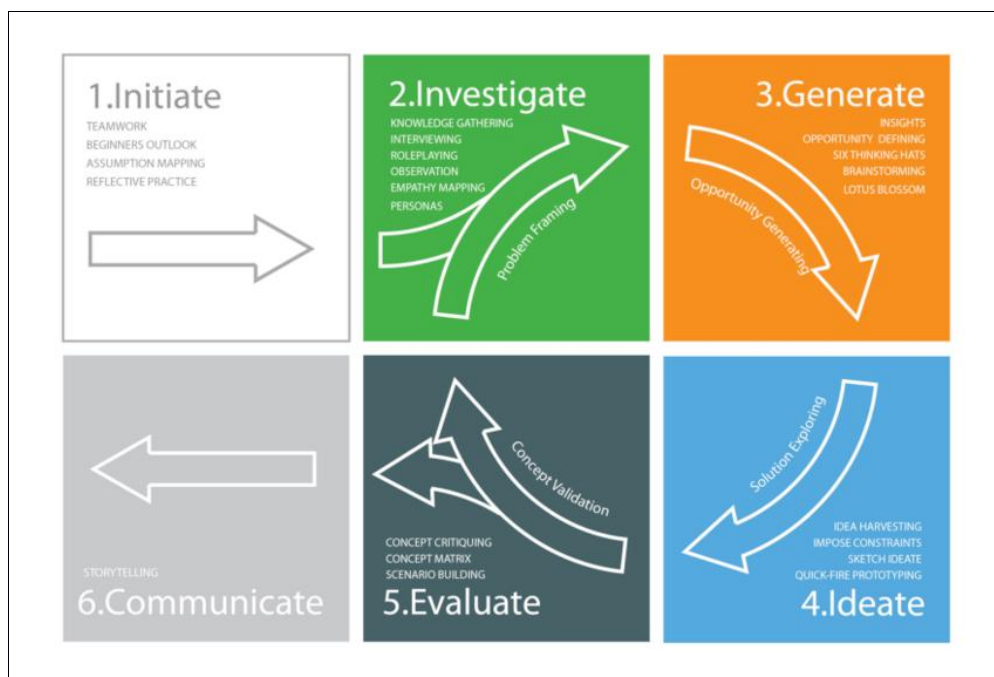 1.Initiate
TEAMWORK
BEGINNERS OUTLOOK
ASSUMPTION MAPPING
REFLECTIVE PRACTICE
2.Investigate
KNOWLEDGE GATHERING
INTERVIEWING
ROLEPLAYING
OBSERVATION
EMPATHY MAPPING
PERSONAS
Problem Framing
3.Generate
INSIGHTS
OPPORTUNITY DEFINING
SIX THINKING HATS
BRAINSTORMING
LOTUS BLOSSOM
Opportunity Generating
STORYTELLING
6.Communicate
Concept Validation
CONCEPT CRITIQUING
CONCEPT MATRIX
SCENARIO BUILDING
5.Evaluate
Solution Exploring
IDEA HARVESTING
IMPOSE CONSTRAINTS
SKETCH IDEATE
QUICK-FIRE PROTOTYPING
4.Ideate